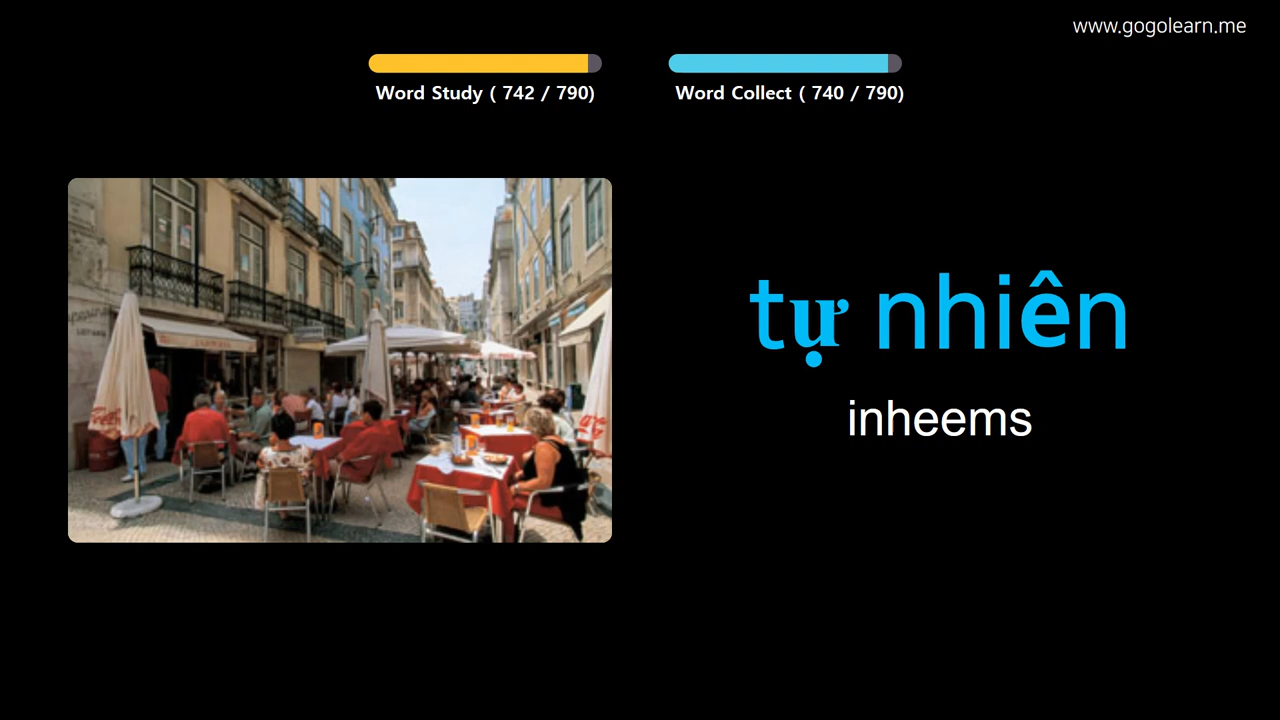 www.gogolearn.me
Word Study ( 742 / 790)
Word Collect ( 740 / 790)
tự nhiên
inheems